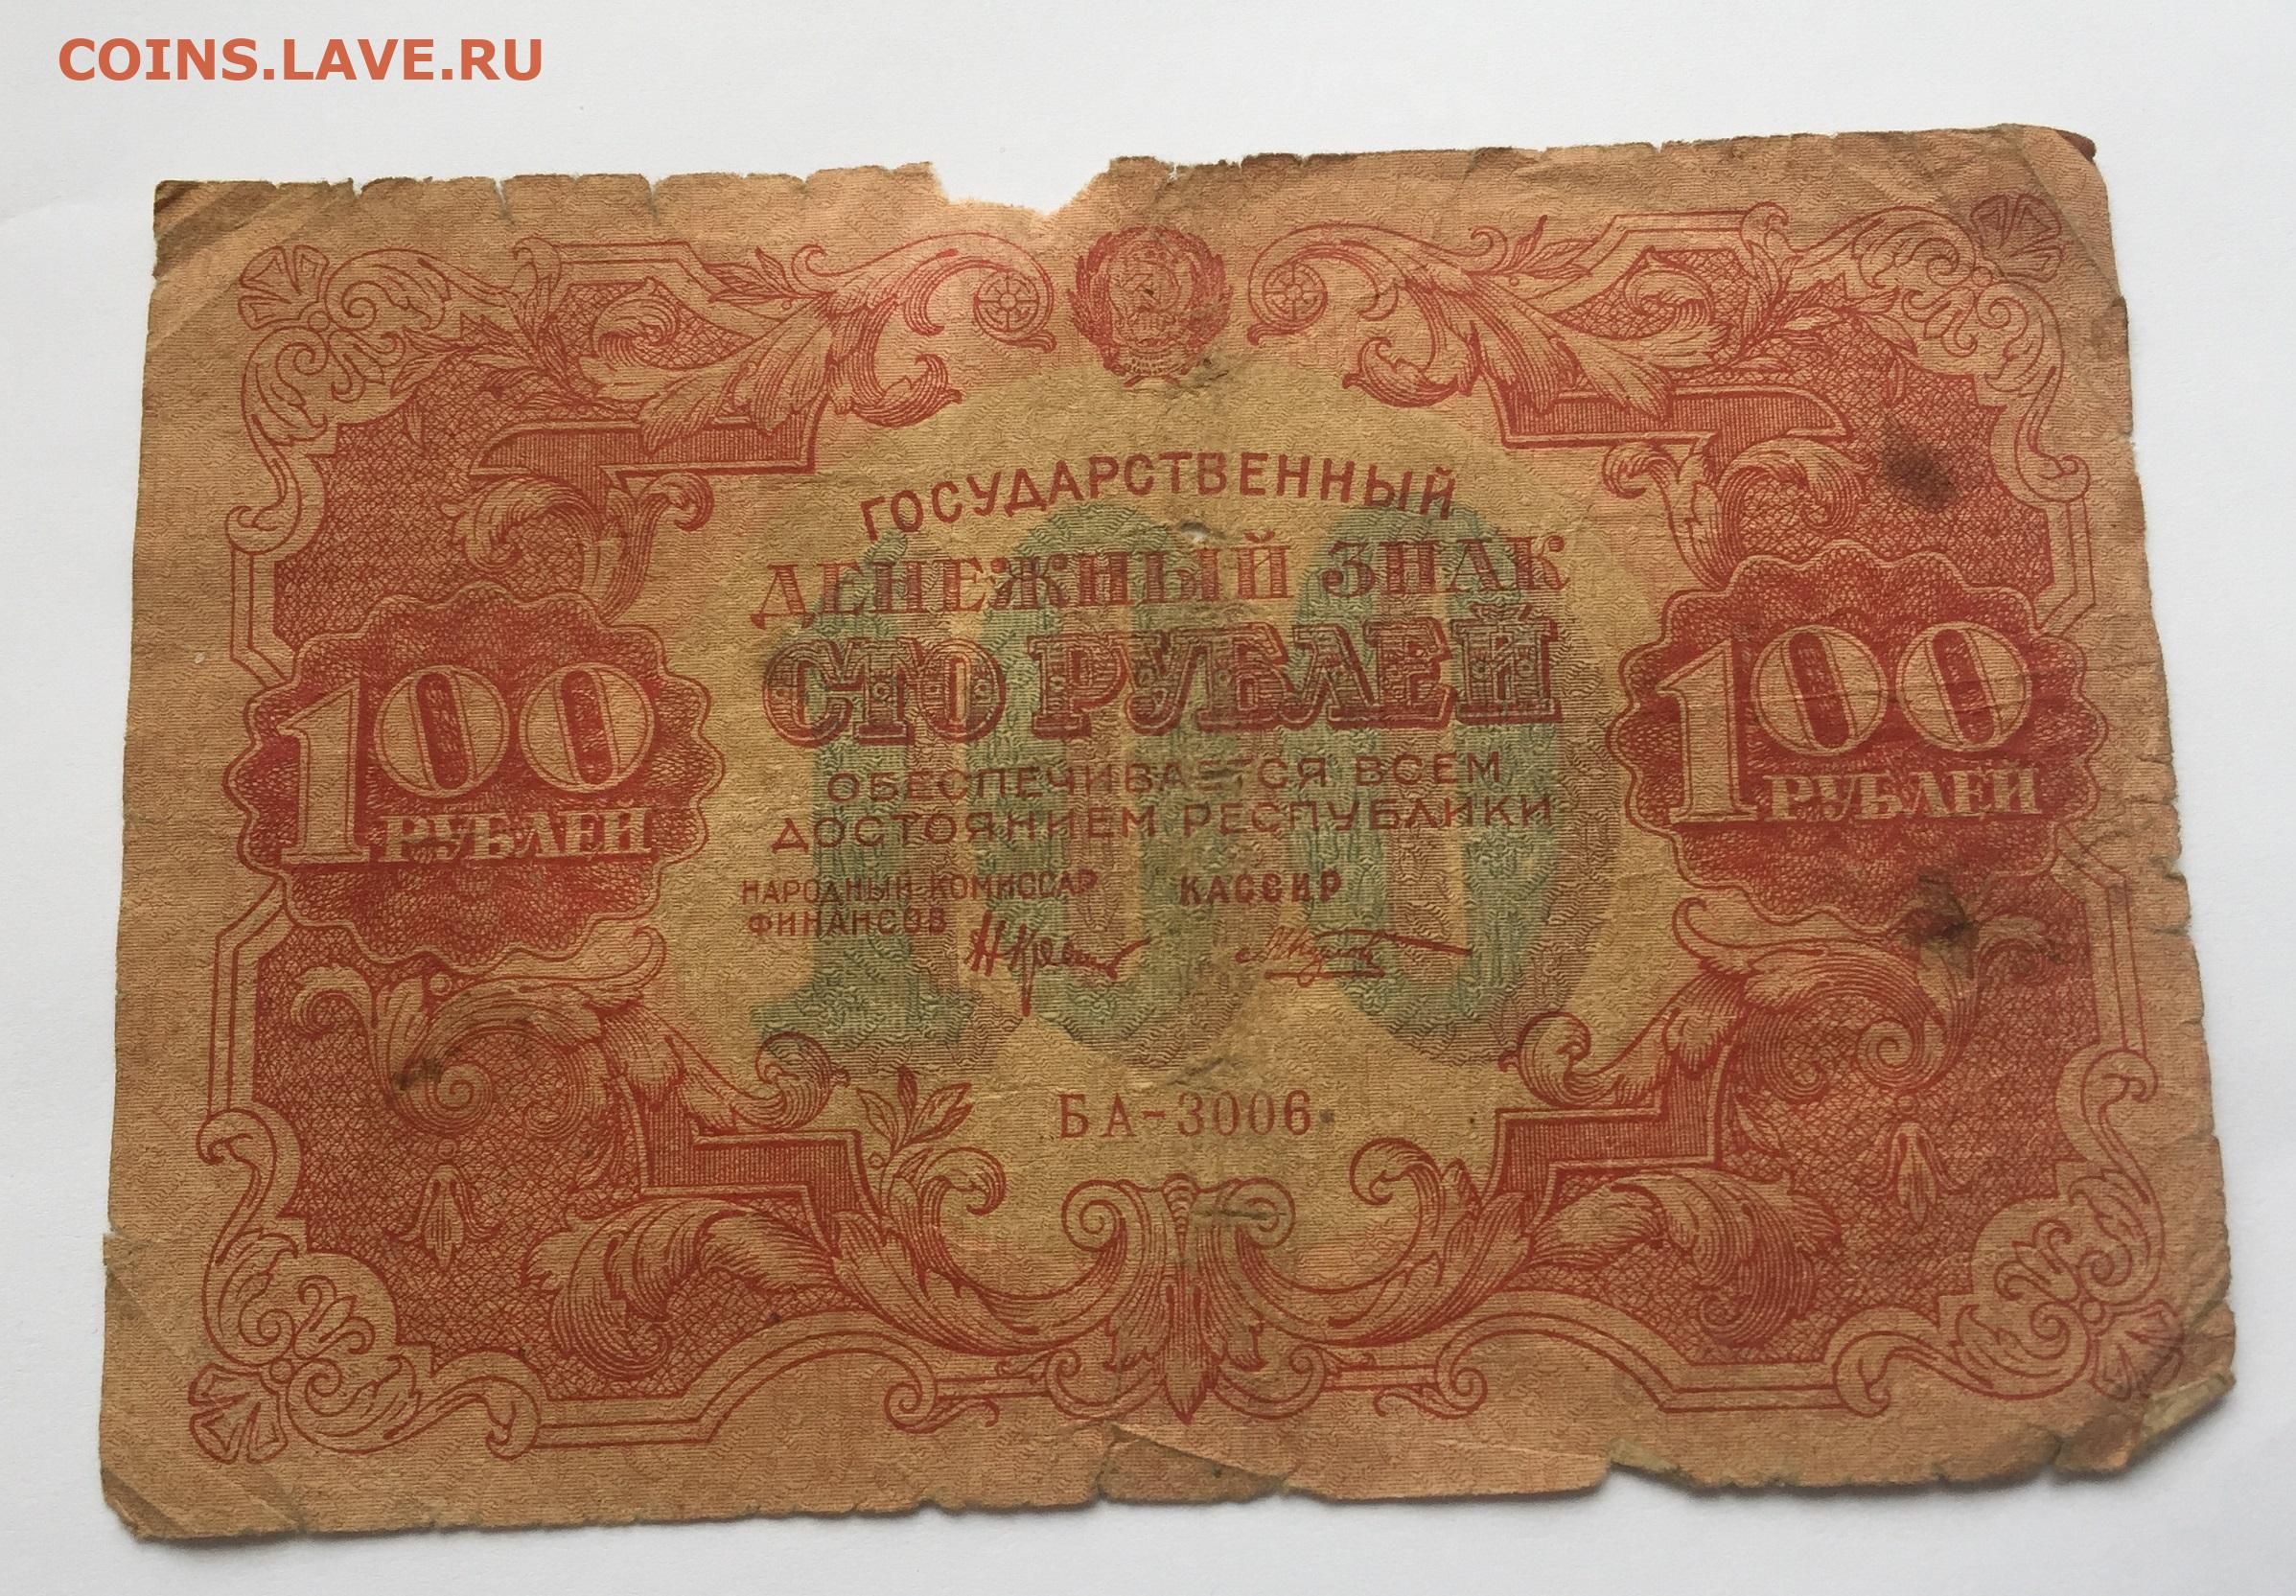 COINS.LAVE.RU
ГОСУДАРСТВЕННЫЙ
ДЕНЕЖНЫЙ ЗНАК
СТО РУБЛЕЙ
100
РУБЛЕЙ
100
100
РУБЛЕЙ
ОБЕСПЕЧИВАЕТСЯ ВСЕМ
ДОСТОЯНИЕМ РЕСПУБЛИКИ
НАРОДНЫЙ КОМИССАР
ФИНАНСОВ
КАССИР
БА-3006